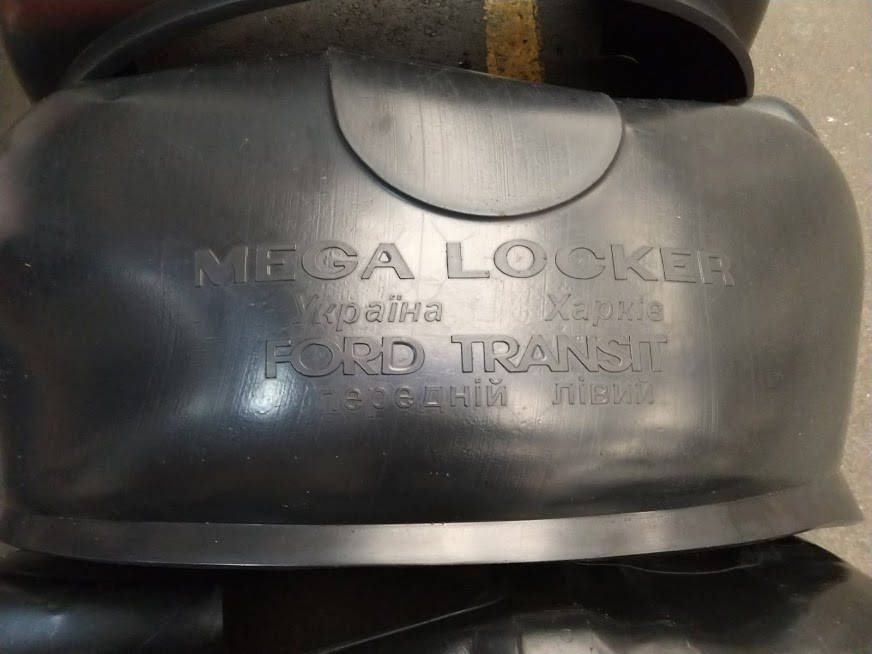 MEGA LOCKER
Україна Харків
FORD TRANSIT
передній лівий